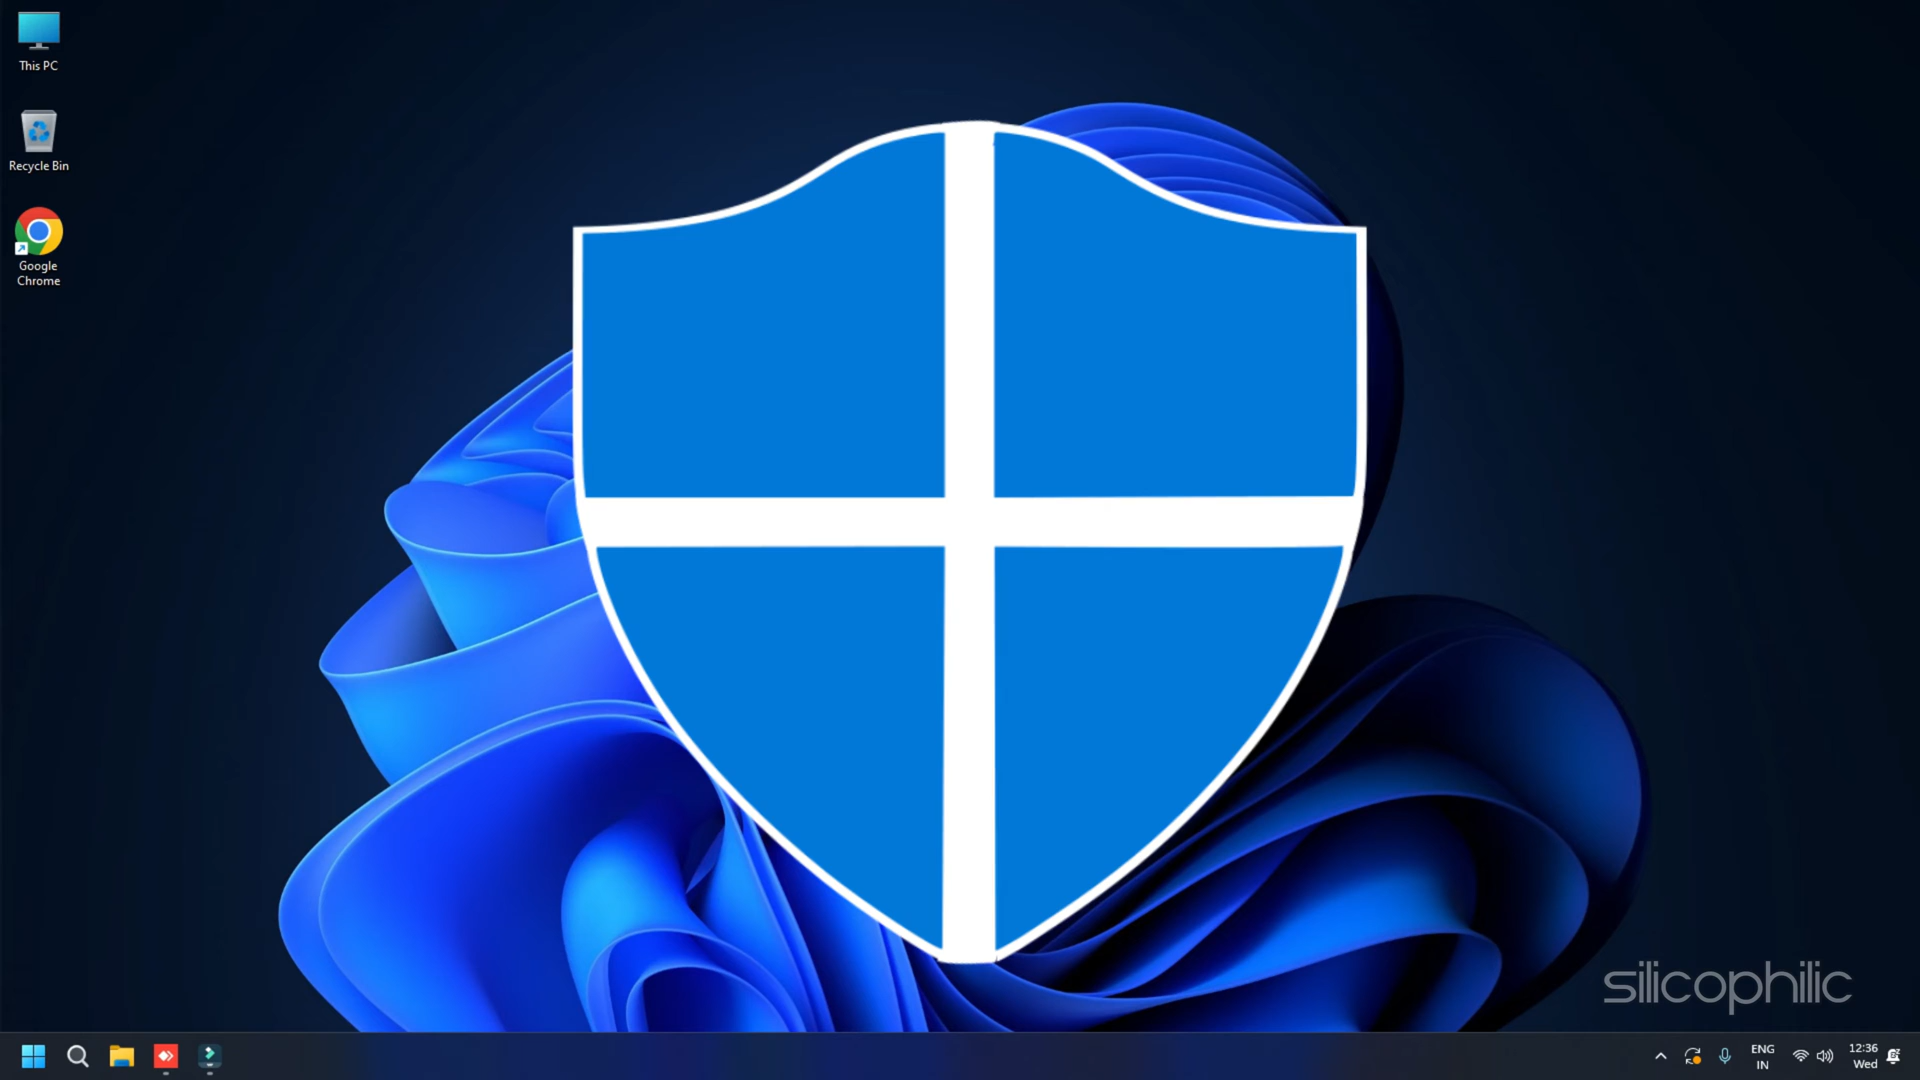 This PC
Recycle Bin
Google
Chrome
silicophilic
ENG
IN
12:36
Wed